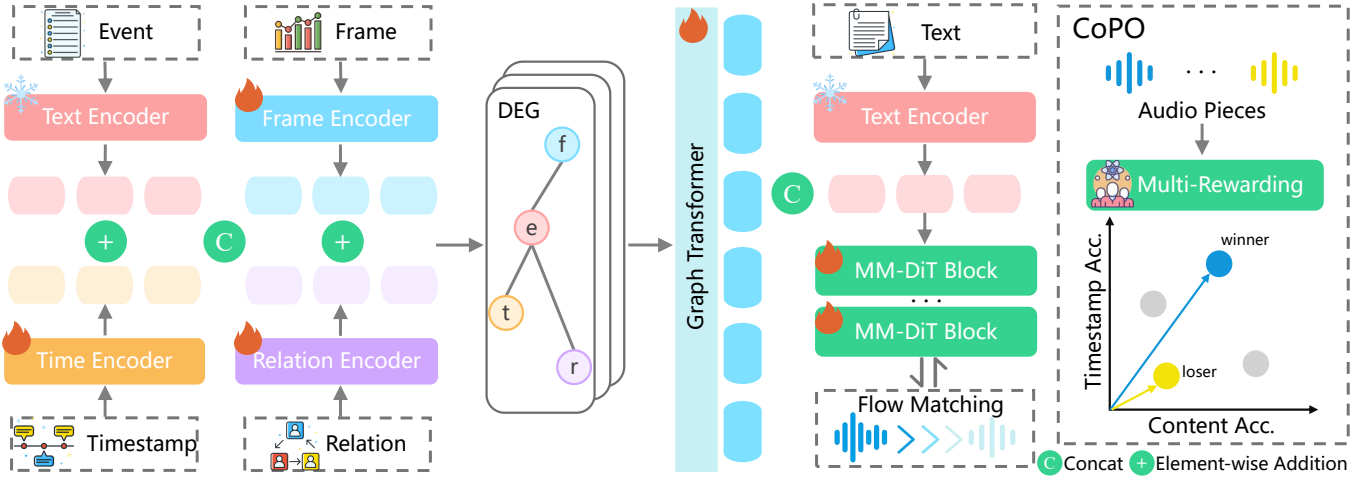 Event
Frame
Text Encoder
Frame Encoder
+
C
+
Time Encoder
Relation Encoder
Timestamp
Relation
DEG
f
e
t
r
Graph Transformer
C
Text
Text Encoder
MM-DiT Block
...
MM-DiT Block
Flow Matching
CoPO
...
Audio Pieces
Multi-Rewarding
Timestamp Acc.
winner
loser
Content Acc.
C Concat + Element-wise Addition